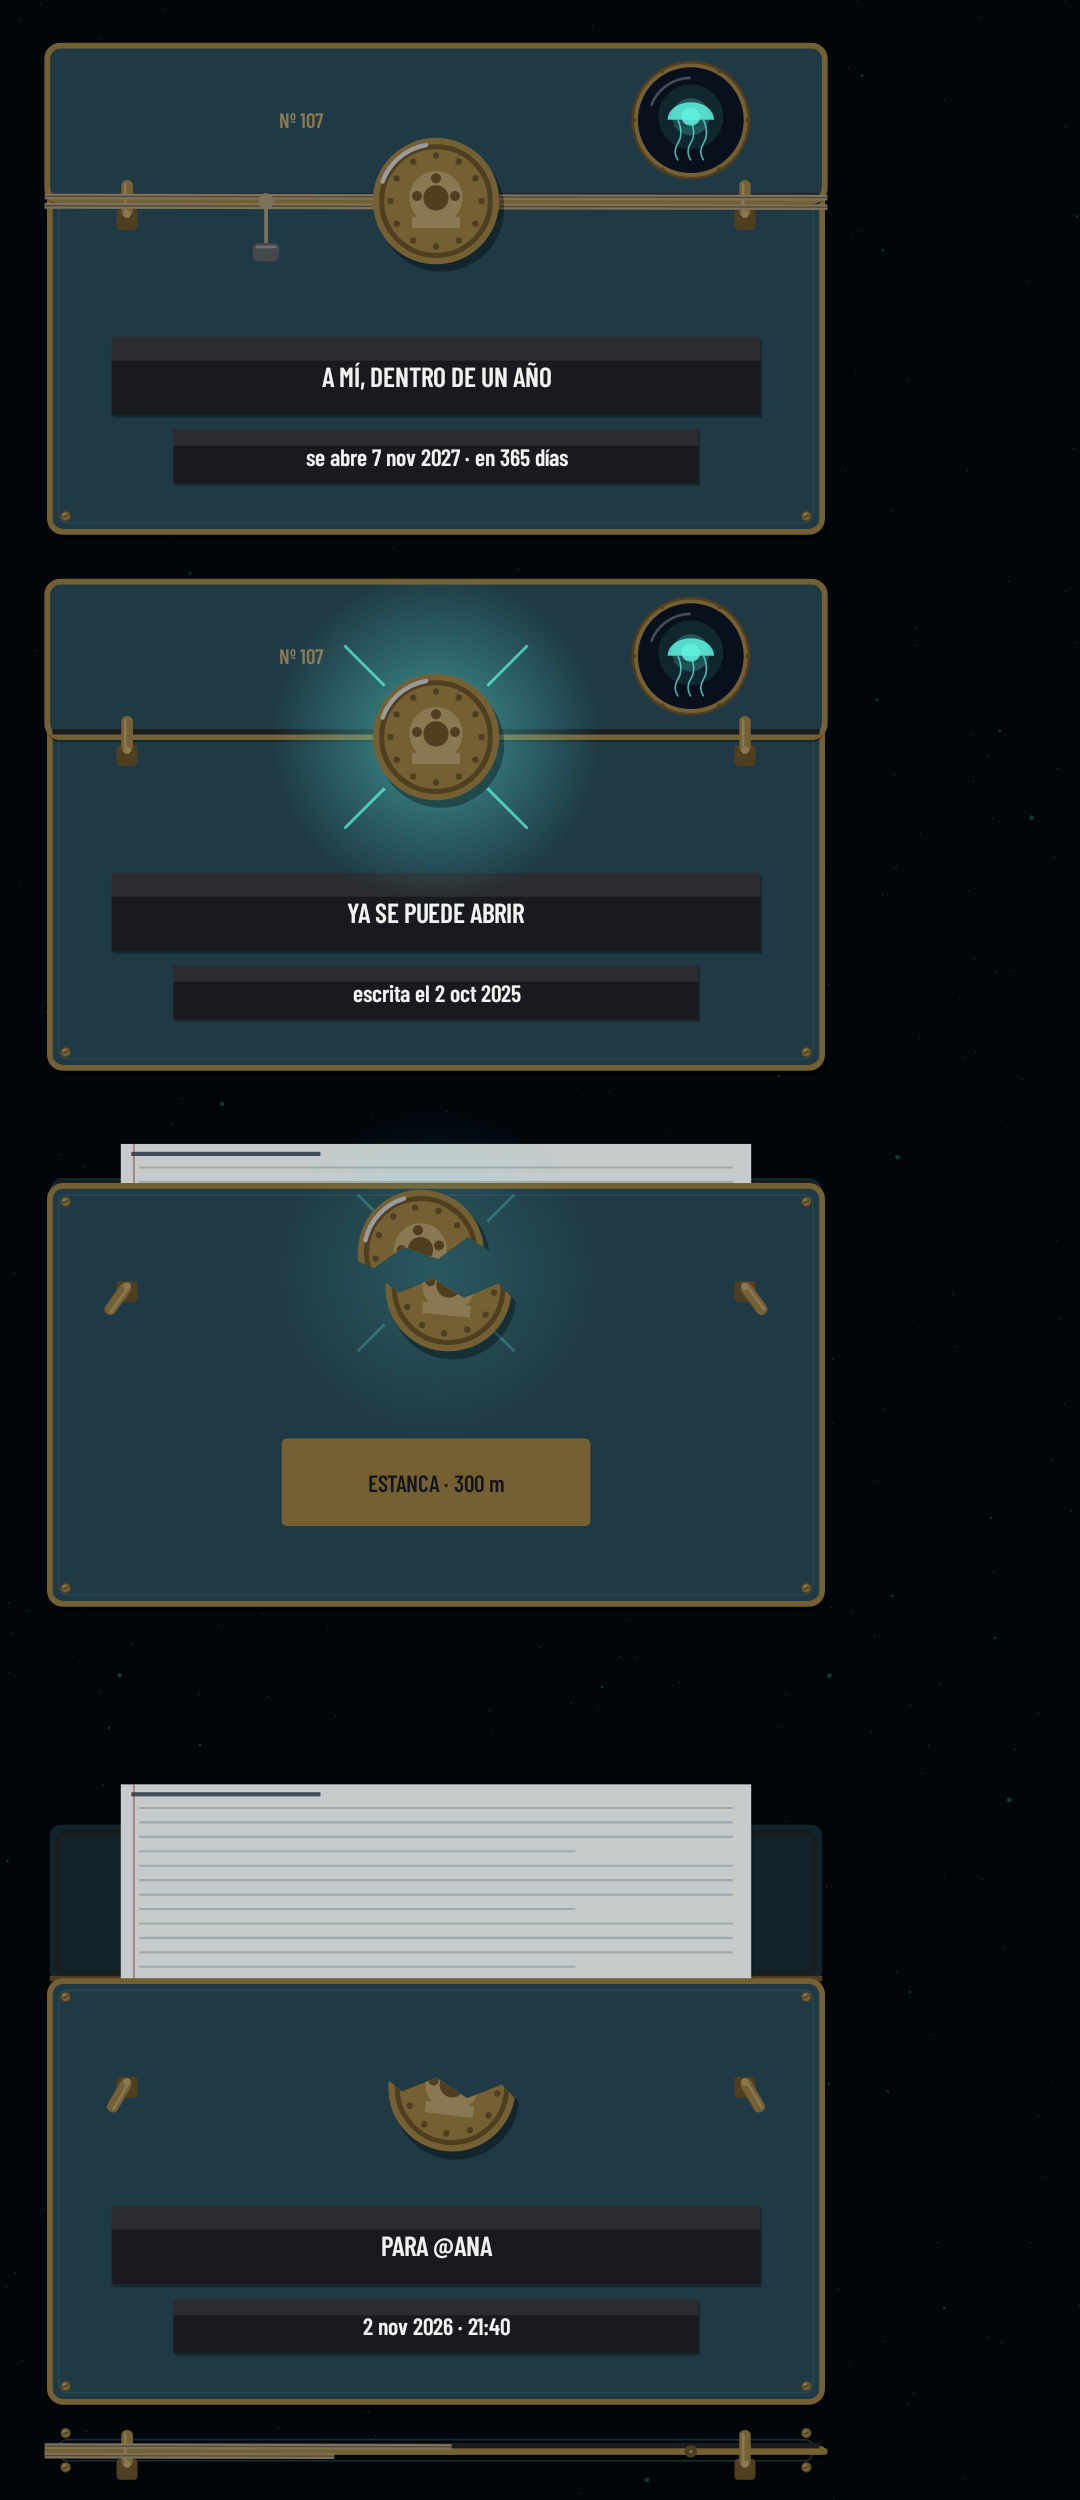 Nº 107
A MÍ, DENTRO DE UN AÑO
se abre 7 nov 2027 · en 365 días
Nº 107
YA SE PUEDE ABRIR
escrita el 2 oct 2025
ESTANCA · 300 m
PARA @ANA
2 nov 2026 · 21:40